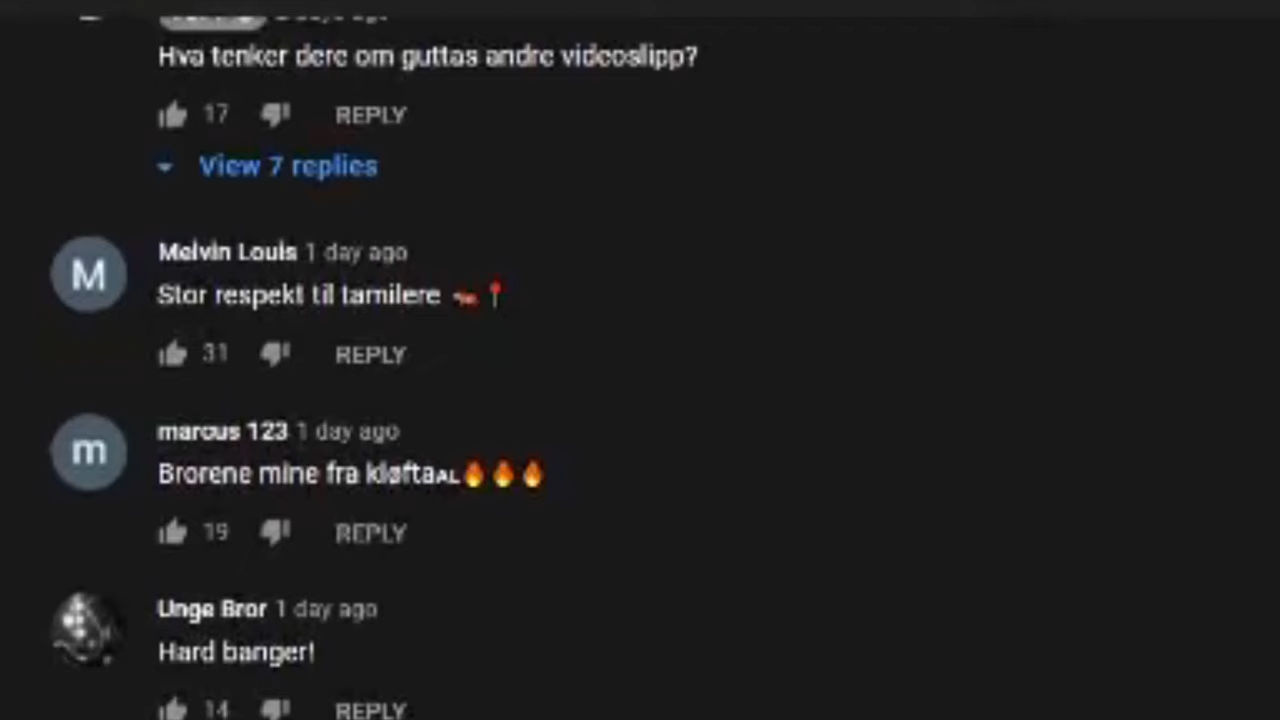 Hva tenker dere om guttas andre videoslipp?
17 REPLY
View 7 replies
M
Melvin Louis 1 day ago
Stor respekt til tamilere
31 REPLY
m
marcus 123 1 day ago
Brorene mine fra kløftaAL🔥🔥🔥
19 REPLY
Unge Bror 1 day ago
Hard banger!
14 REPLY